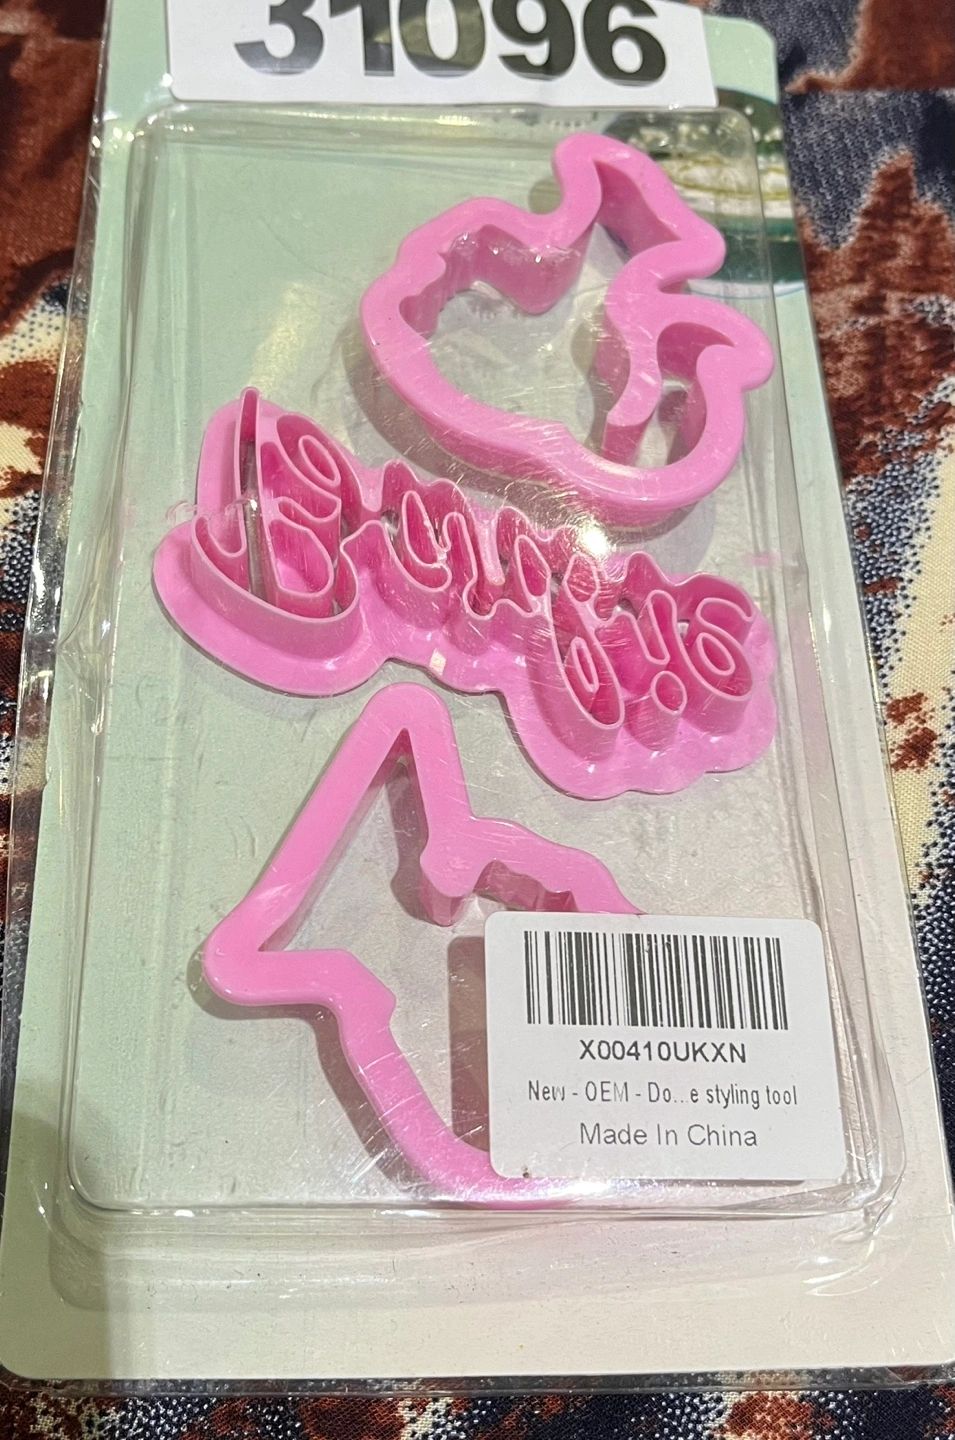 31096
X00410UKXN
New - OEM - Do...e styling tool
Made In China